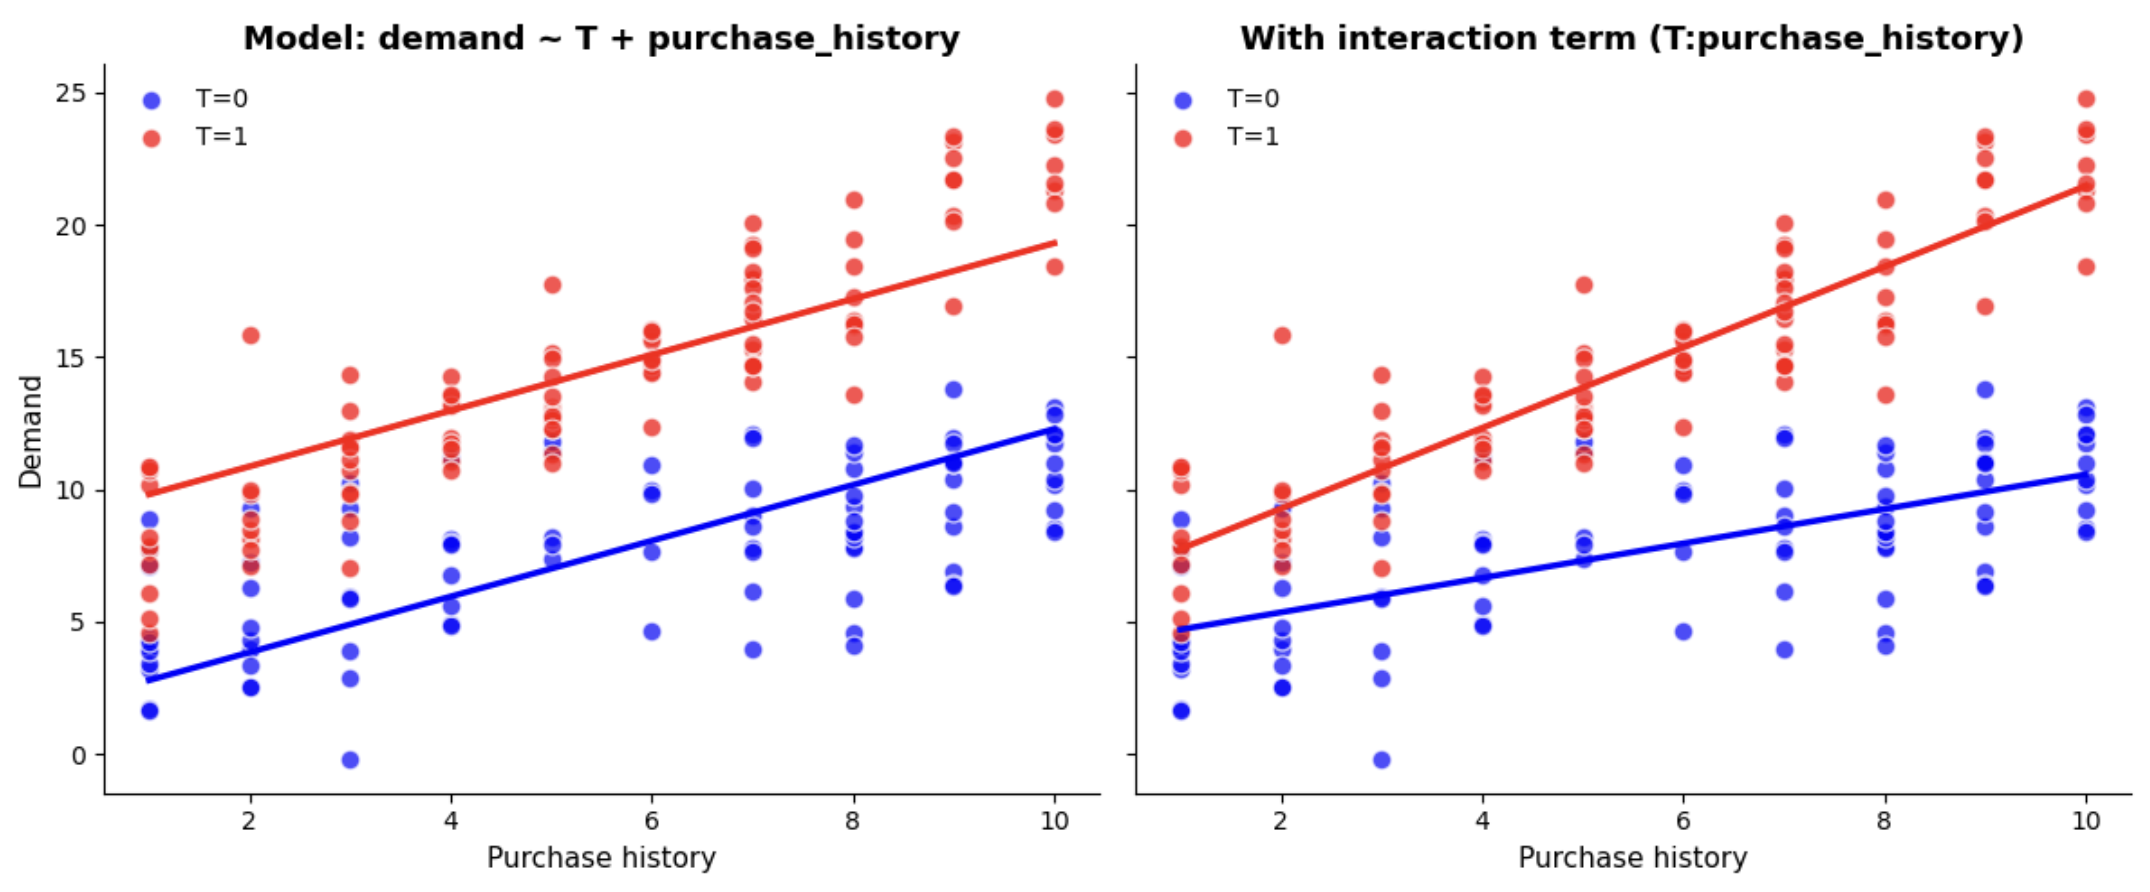 Model: demand ~ T + purchase_history
T=0
T=1
25
20
15
10
5
0
Demand
2
4
6
8
10
Purchase history
With interaction term (T:purchase_history)
T=0
T=1
2
4
6
8
10
Purchase history